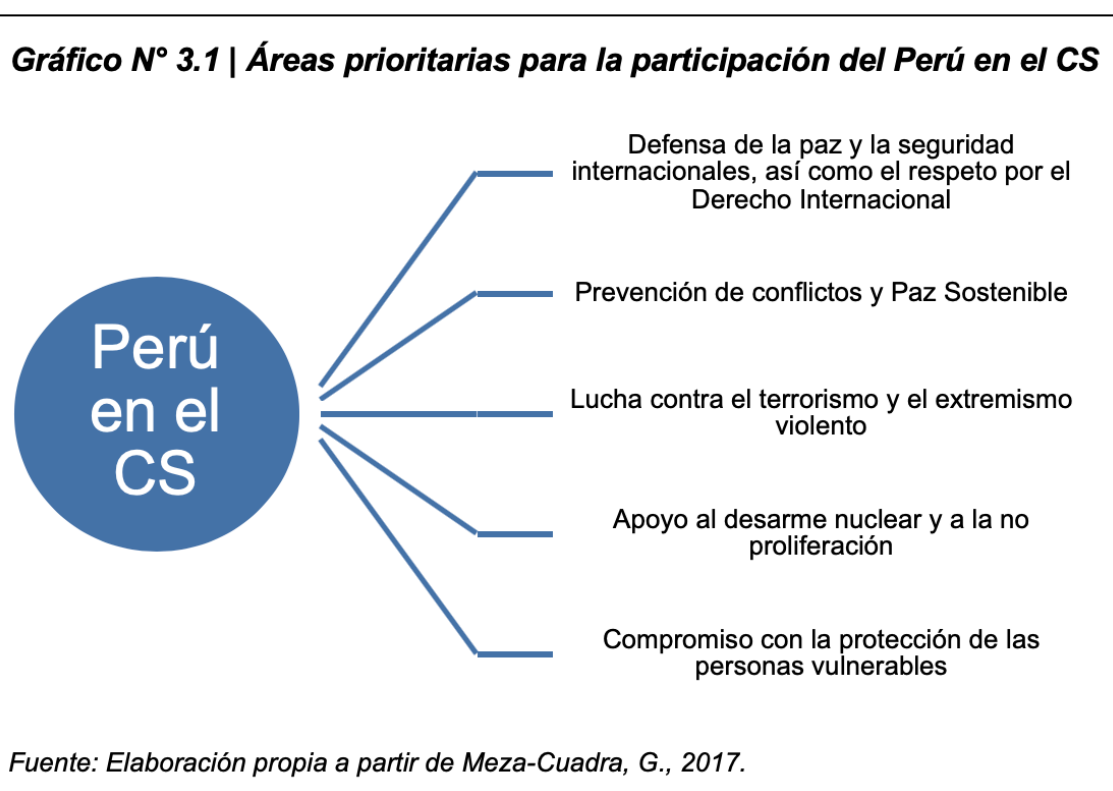 Gráfico N° 3.1 | Áreas prioritarias para la participación del Perú en el CS
Perú
en el
CS
Defensa de la paz y la seguridad
internacionales, así como el respeto por el
Derecho Internacional
Prevención de conflictos y Paz Sostenible
Lucha contra el terrorismo y el extremismo
violento
Apoyo al desarme nuclear y a la no
proliferación
Compromiso con la protección de las
personas vulnerables
Fuente: Elaboración propia a partir de Meza-Cuadra, G., 2017.